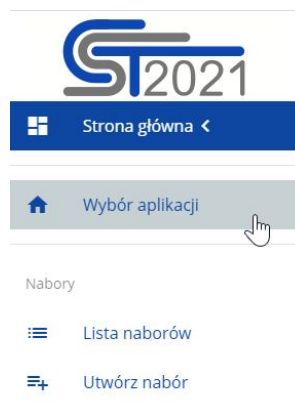 CST2021
Strona główna <
Wybór aplikacji
Nabory
Lista naborów
Utwórz nabór